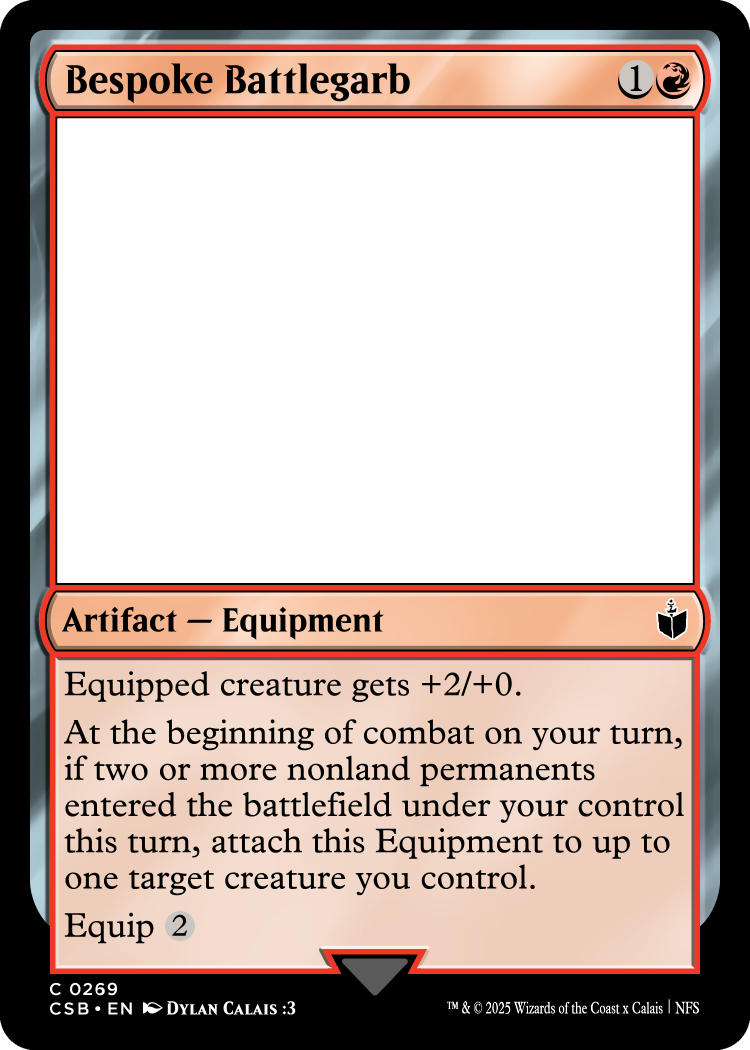 Bespoke Battlegarb 1
Artifact — Equipment
Equipped creature gets +2/+0.
At the beginning of combat on your turn,
if two or more nonland permanents
entered the battlefield under your control
this turn, attach this Equipment to up to
one target creature you control.
Equip 2
C 0269
CSB • EN Dylan Calais :3
™ & © 2025 Wizards of the Coast x Calais | NFS